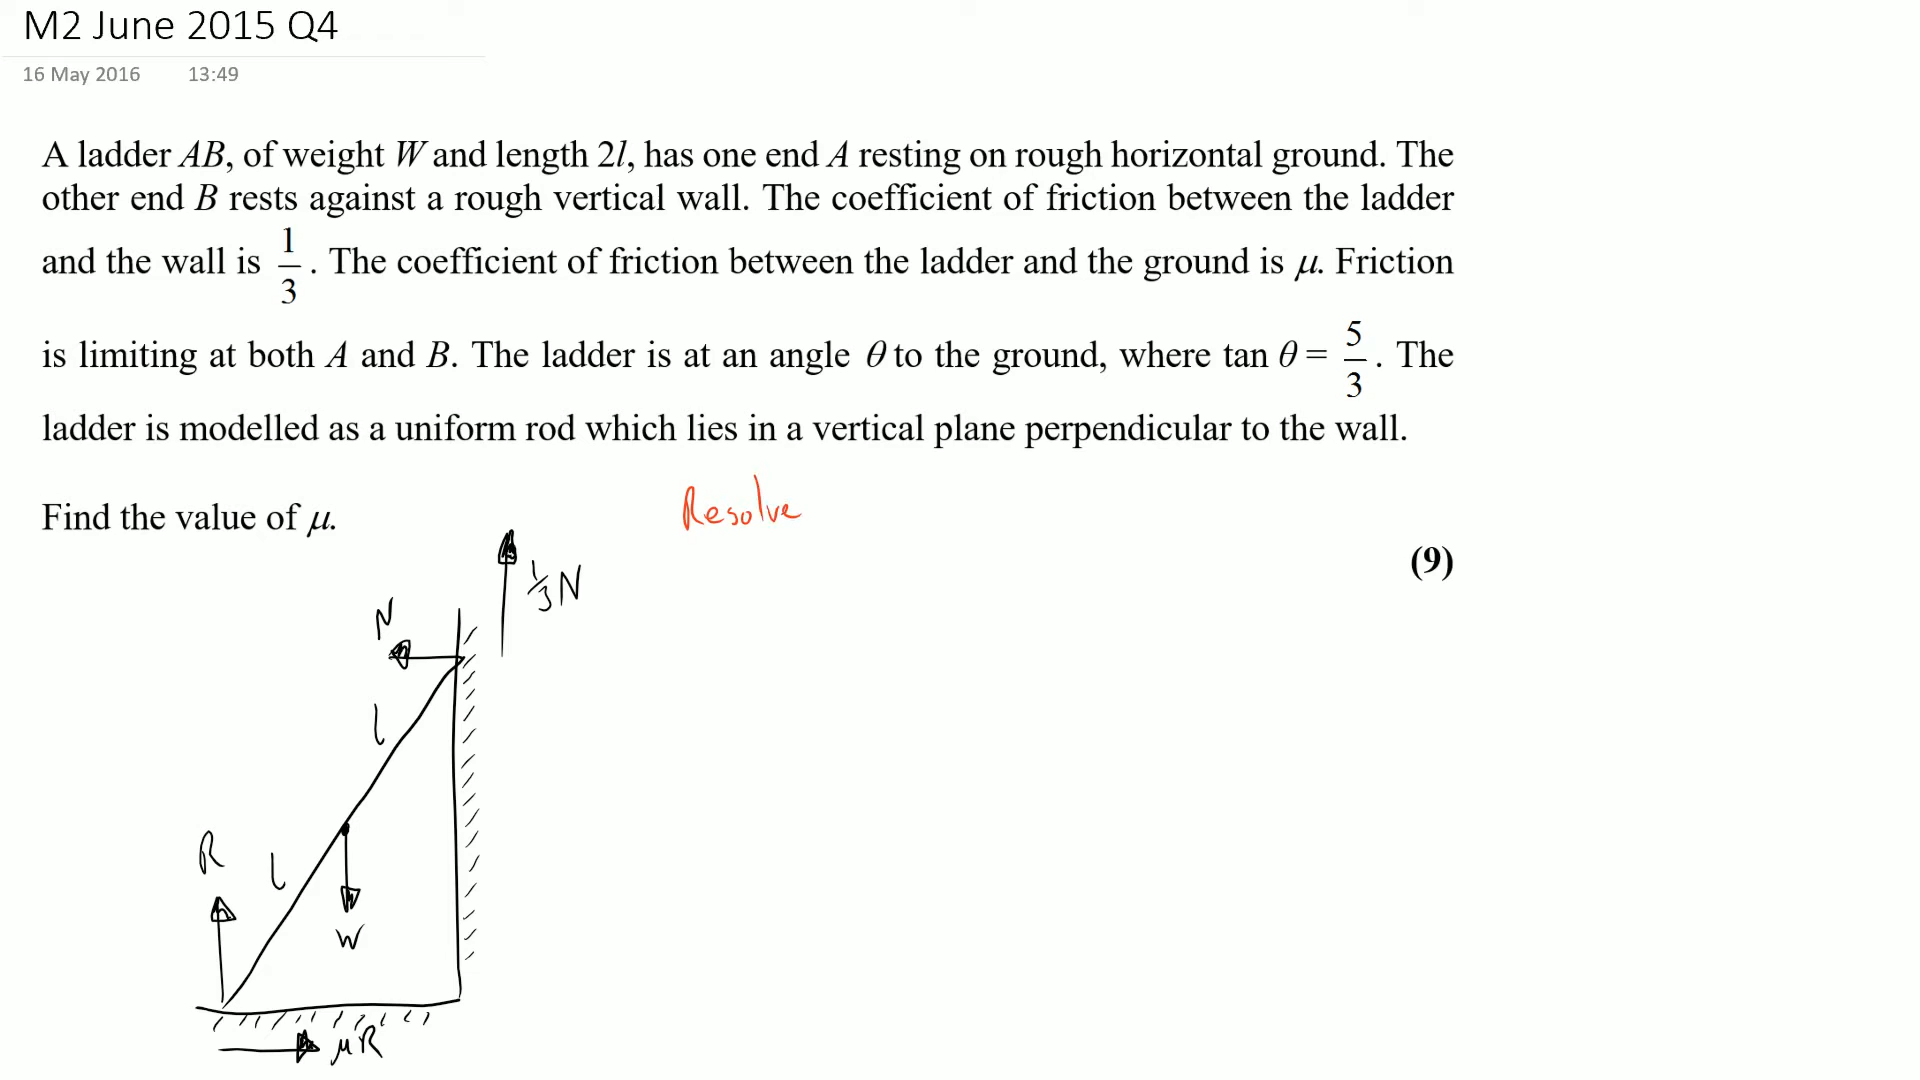 M2 June 2015 Q4
16 May 2016 13:49
A ladder AB, of weight W and length 2l, has one end A resting on rough horizontal ground. The
other end B rests against a rough vertical wall. The coefficient of friction between the ladder
and the wall is 1/3. The coefficient of friction between the ladder and the ground is μ. Friction
is limiting at both A and B. The ladder is at an angle θ to the ground, where tan θ = 5/3. The
ladder is modelled as a uniform rod which lies in a vertical plane perpendicular to the wall.
Find the value of μ.
Resolve
(9)
1/3 N
N
l
R
l
W
μR